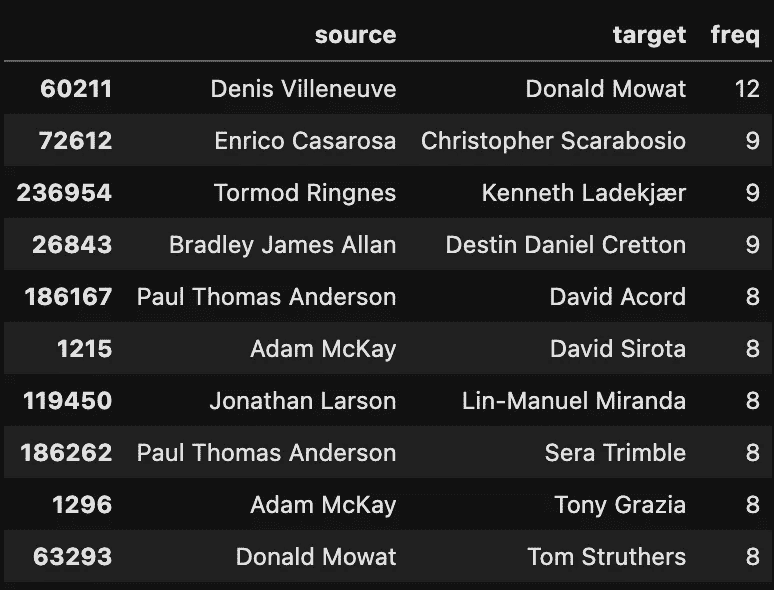 source target freq
60211 Denis Villeneuve Donald Mowat 12
72612 Enrico Casarosa Christopher Scarabosio 9
236954 Tormod Ringnes Kenneth Ladekjær 9
26843 Bradley James Allan Destin Daniel Cretton 9
186167 Paul Thomas Anderson David Acord 8
1215 Adam McKay David Sirota 8
119450 Jonathan Larson Lin-Manuel Miranda 8
186262 Paul Thomas Anderson Sera Trimble 8
1296 Adam McKay Tony Grazia 8
63293 Donald Mowat Tom Struthers 8